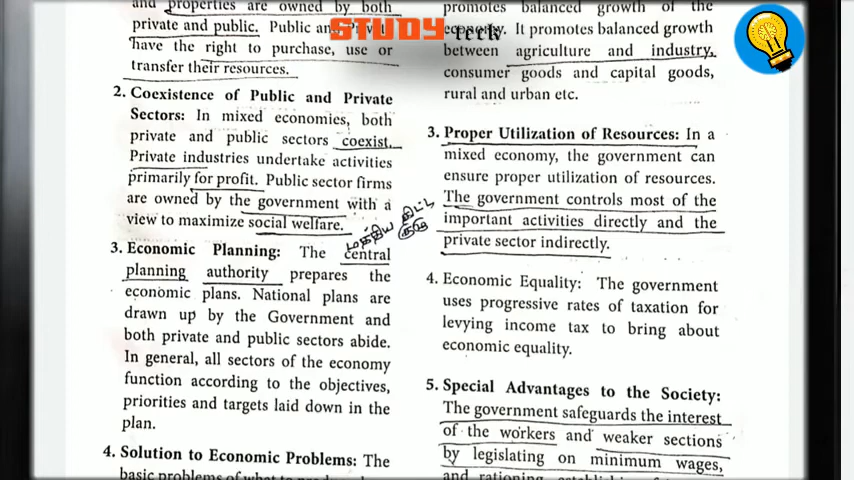 STUDY tech
and properties are owned by both
private and public. Public and
have the right to purchase, use or
transfer their resources.
2. Coexistence of Public and Private
Sectors: In mixed economies, both
private and public sectors coexist.
Private industries undertake activities
primarily for profit. Public sector firms
are owned by the government with a
view to maximize social welfare.
3. Economic Planning: The central
planning authority prepares the
economic plans. National plans are
drawn up by the Government and
both private and public sectors abide.
In general, all sectors of the economy
function according to the objectives,
priorities and targets laid down in the
plan.
4. Solution to Economic Problems: The
basic problems of what to
மத்திய திட்ட
குழு
promotes balanced growth of the
economy. It promotes balanced growth
between agriculture and industry,
consumer goods and capital goods,
rural and urban etc.
3. Proper Utilization of Resources: In a
mixed economy, the government can
ensure proper utilization of resources.
The government controls most of the
important activities directly and the
private sector indirectly.
4. Economic Equality: The government
uses progressive rates of taxation for
levying income tax to bring about
economic equality.
5. Special Advantages to the Society:
The government safeguards the interest
of the workers and weaker sections
by legislating on minimum wages,
and rationing,